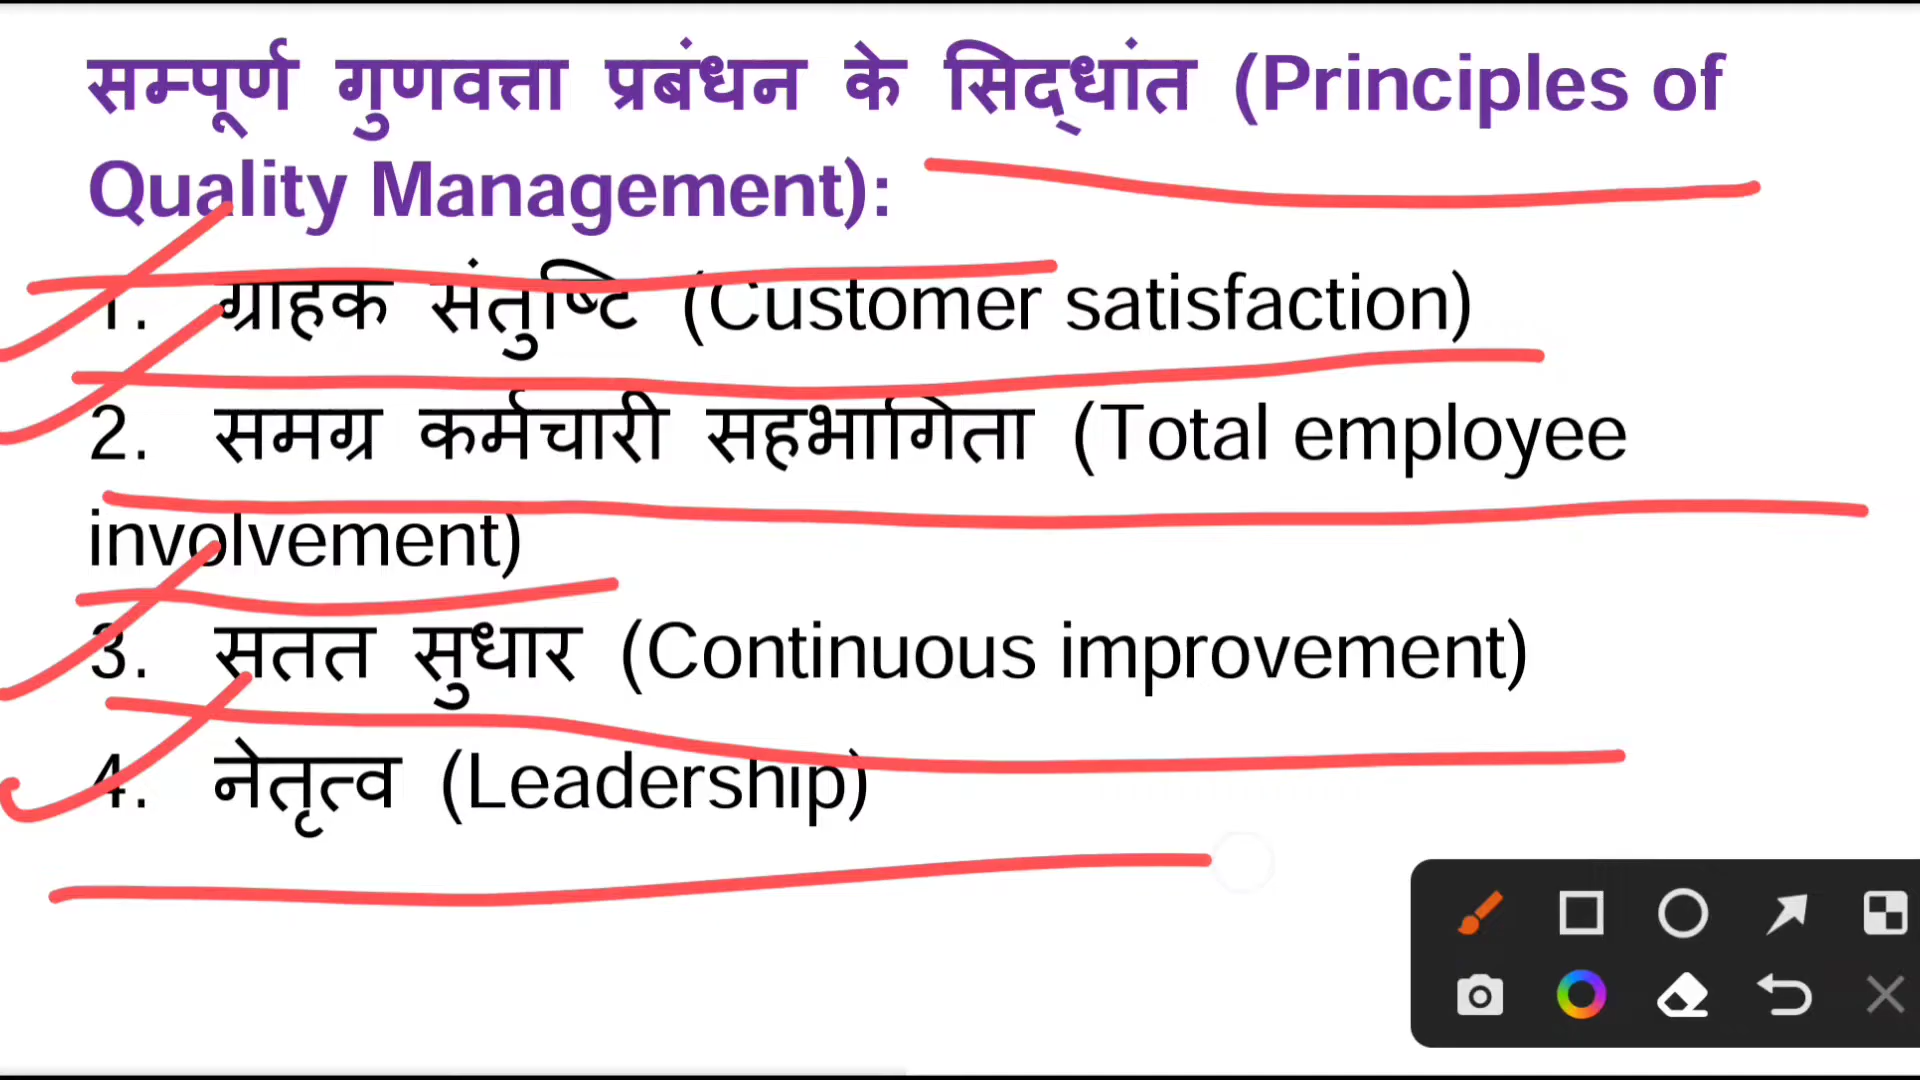 सम्पूर्ण गुणवत्ता प्रबंधन के सिद्धांत (Principles of
Quality Management):
1. ग्राहक संतुष्टि (Customer satisfaction)
2. समग्र कर्मचारी सहभागिता (Total employee
involvement)
3. सतत सुधार (Continuous improvement)
4. नेतृत्व (Leadership)